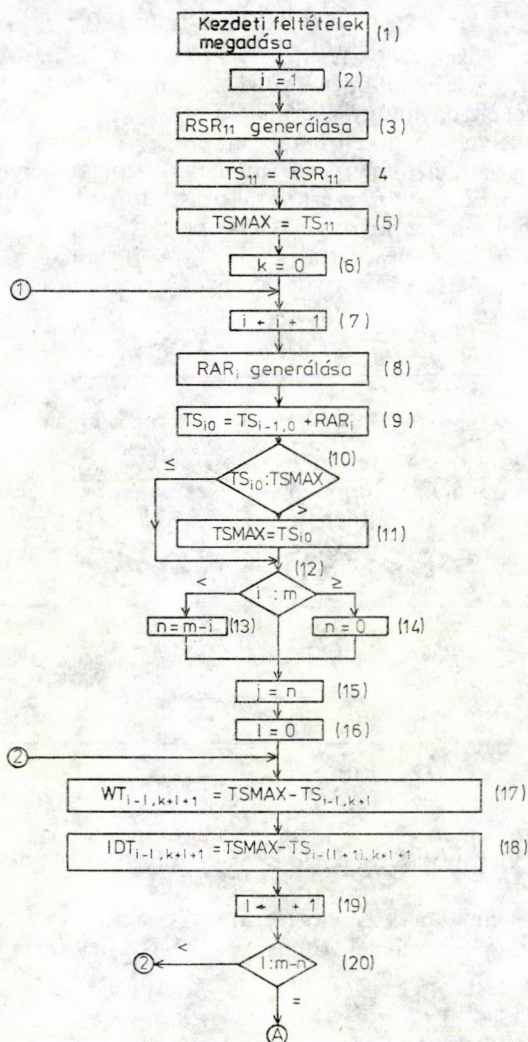 Kezdeti feltételek
megadása (1)
i = 1 (2)
RSR₁₁ generálása (3)
TS₁₁ = RSR₁₁ 4
TSMAX = TS₁₁ (5)
k = 0 (6)
1
i ← i + 1 (7)
RARᵢ generálása (8)
TSᵢ₀ = TSᵢ₋₁,₀ + RARᵢ (9)
(10)
≤ TSᵢ₀:TSMAX
>
TSMAX=TSᵢ₀ (11)
(12)
< i : m ≥
n=m-i (13) n=0 (14)
j = n (15)
l = 0 (16)
2
WTᵢ₋ₗ,ₖ₊ₗ₊₁ = TSMAX-TSᵢ₋ₗ,ₖ₊ₗ (17)
IDTᵢ₋ₗ,ₖ₊ₗ₊₁ = TSMAX-TSᵢ₋₍ₗ₊₁₎,ₖ₊ₗ₊₁ (18)
l ← l + 1 (19)
2 < l:m-n (20)
=
A